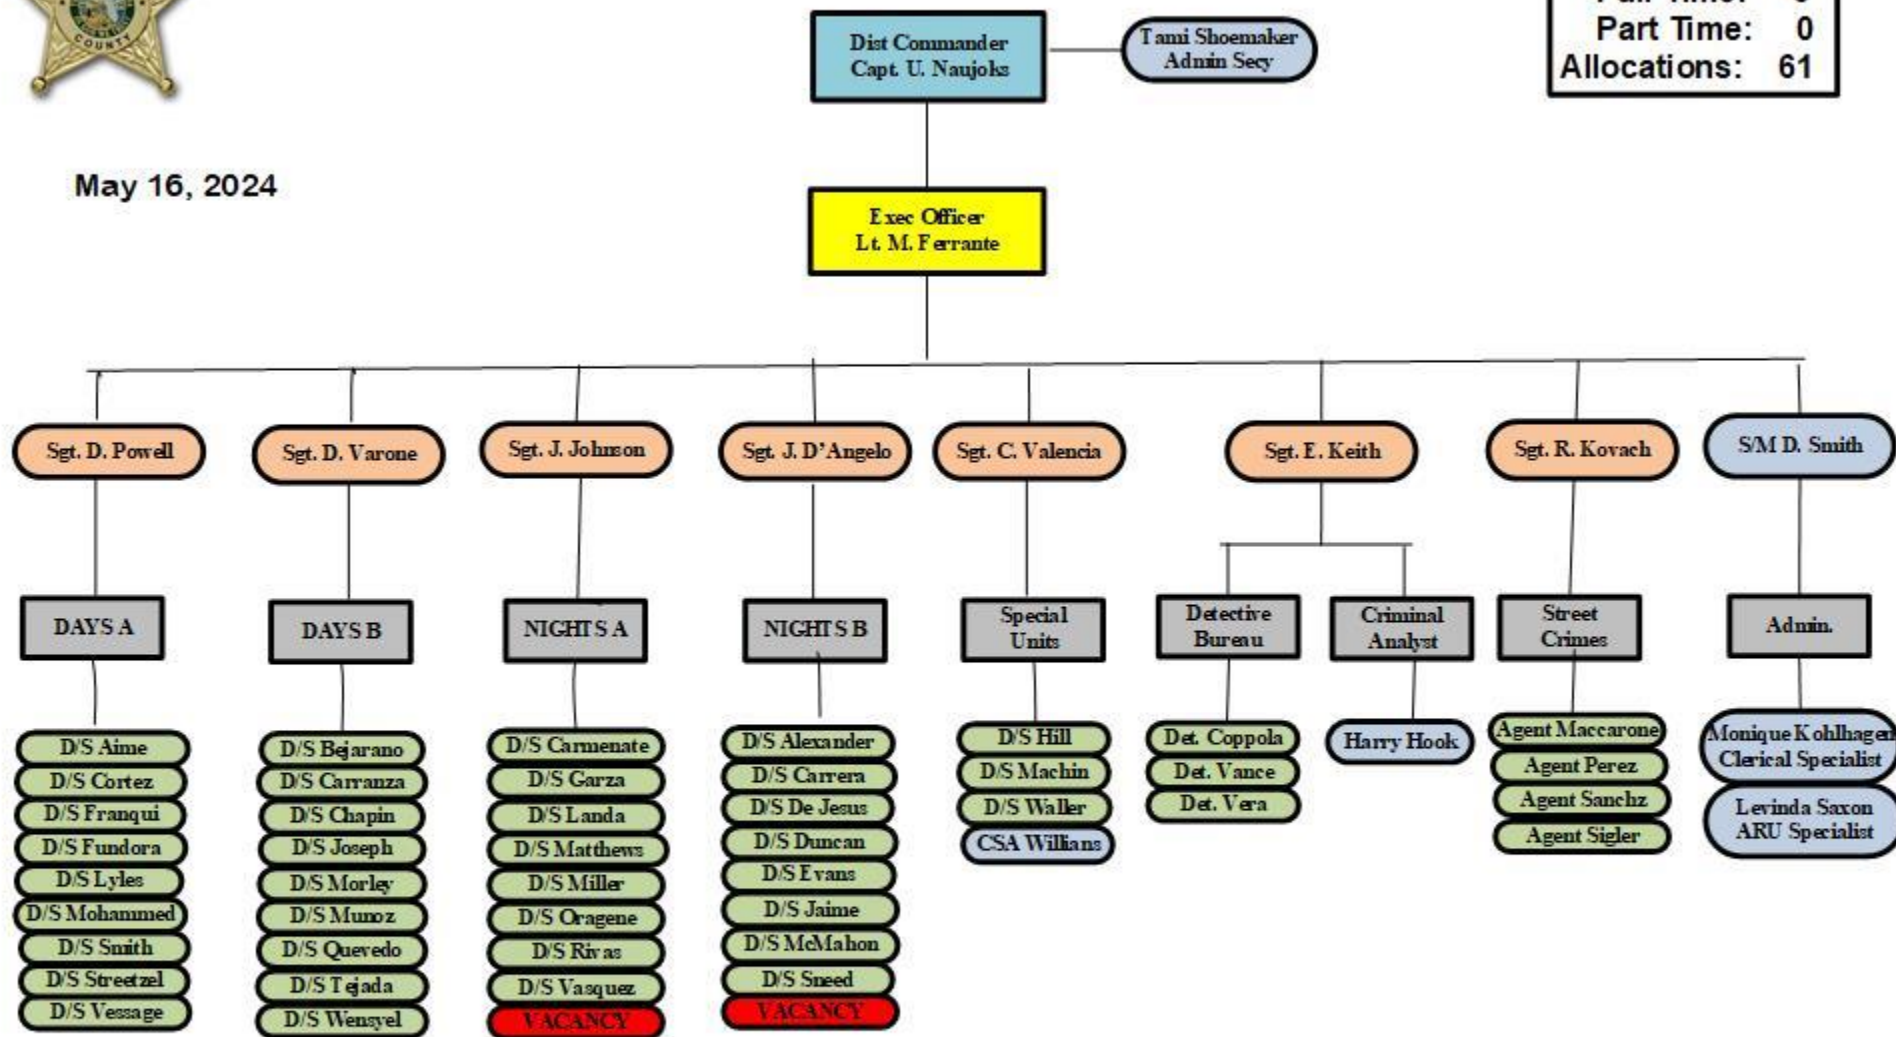 COUNTY
Dist Commander
Capt. U. Naujoks
Tami Shoemaker
Admin Secy
Part Time: 0
Allocations: 61
May 16, 2024
Exec Officer
Lt. M. Ferrante
Sgt. D. Powell
Sgt. D. Varone
Sgt. J. Johnson
Sgt. J. D'Angelo
Sgt. C. Valencia
Sgt. E. Keith
Sgt. R. Kovach
S/M D. Smith
DAYS A
DAYS B
NIGHTS A
NIGHTS B
Special
Units
Detective
Bureau
Criminal
Analyst
Street
Crimes
Admin.
D/S Aime
D/S Cortez
D/S Franqui
D/S Fundora
D/S Lyles
D/S Mohammed
D/S Smith
D/S Streetzel
D/S Vessage
D/S Bejarano
D/S Carranza
D/S Chapin
D/S Joseph
D/S Morley
D/S Munoz
D/S Quevedo
D/S Tejada
D/S Wensyel
D/S Carmenate
D/S Garza
D/S Landa
D/S Matthews
D/S Miller
D/S Oragene
D/S Rivas
D/S Vasquez
VACANCY
D/S Alexander
D/S Carrera
D/S De Jesus
D/S Duncan
D/S Evans
D/S Jaime
D/S McMahon
D/S Sneed
VACANCY
D/S Hill
D/S Machin
D/S Waller
CSA Willians
Det. Coppola
Det. Vance
Det. Vera
Harry Hook
Agent Maccarone
Agent Perez
Agent Sanchz
Agent Sigler
Monique Kohlhagen
Clerical Specialist
Levinda Saxon
ARU Specialist